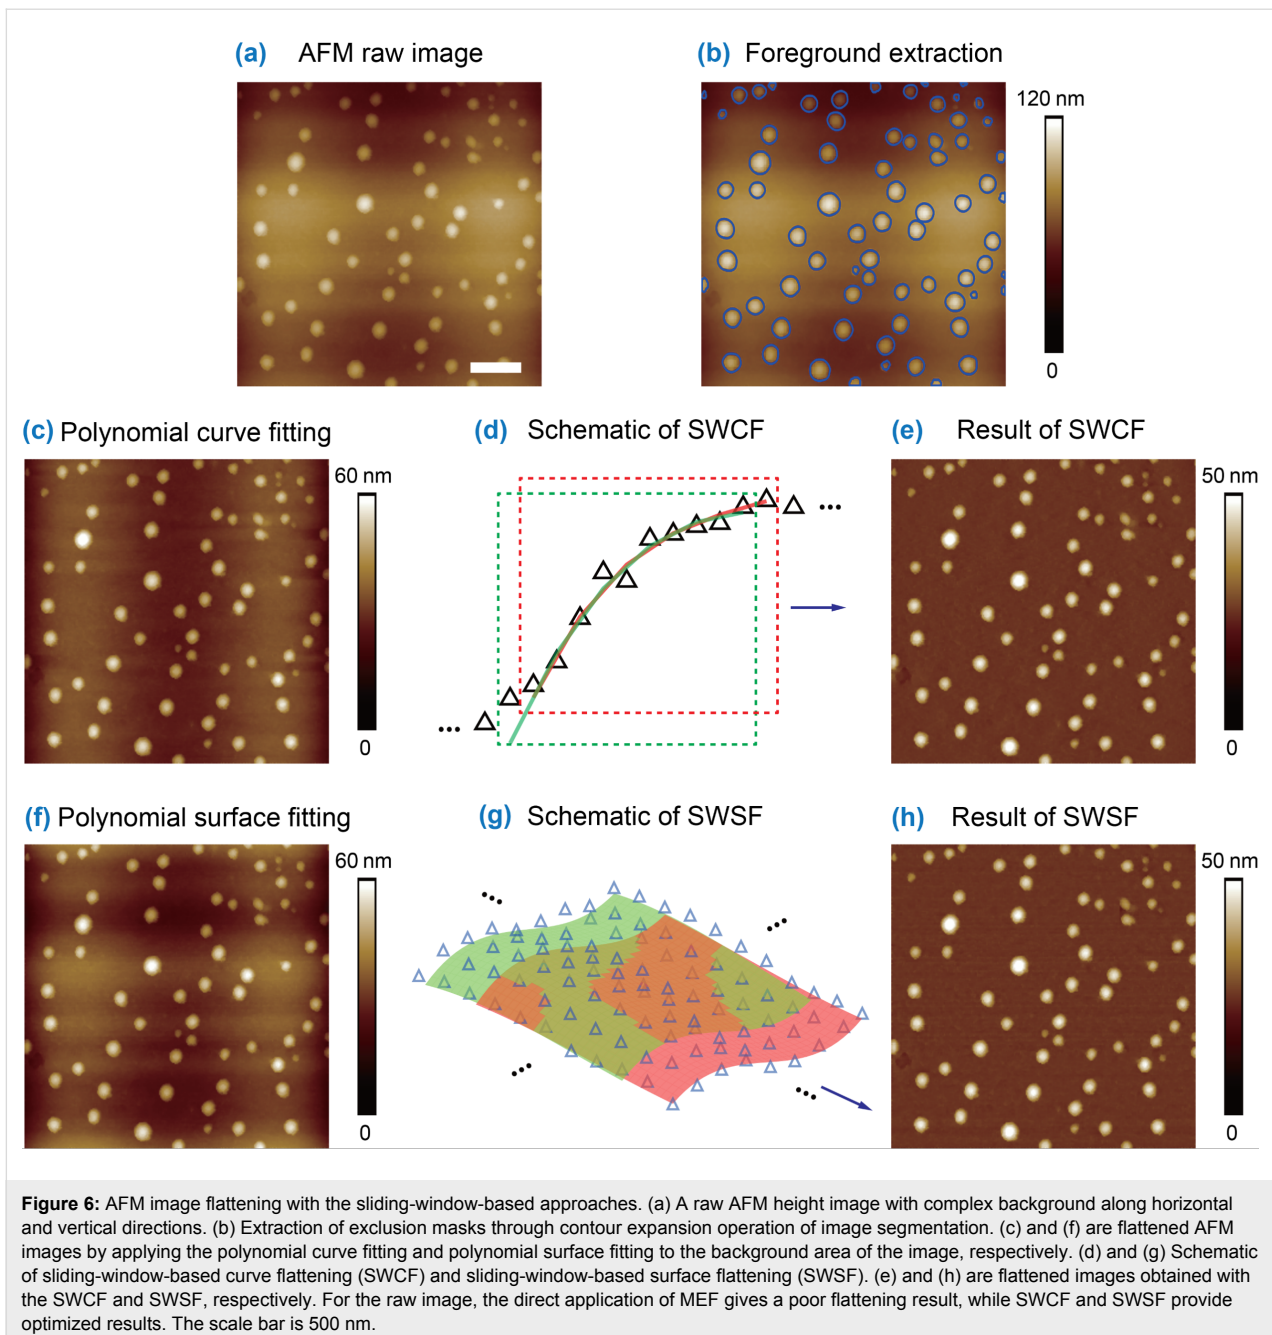 (a) AFM raw image
(b) Foreground extraction
120 nm
0
(c) Polynomial curve fitting
60 nm
0
(d) Schematic of SWCF
...
...
(e) Result of SWCF
50 nm
0
(f) Polynomial surface fitting
60 nm
0
(g) Schematic of SWSF
...
...
...
...
(h) Result of SWSF
50 nm
0
Figure 6: AFM image flattening with the sliding-window-based approaches. (a) A raw AFM height image with complex background along horizontal
and vertical directions. (b) Extraction of exclusion masks through contour expansion operation of image segmentation. (c) and (f) are flattened AFM
images by applying the polynomial curve fitting and polynomial surface fitting to the background area of the image, respectively. (d) and (g) Schematic
of sliding-window-based curve flattening (SWCF) and sliding-window-based surface flattening (SWSF). (e) and (h) are flattened images obtained with
the SWCF and SWSF, respectively. For the raw image, the direct application of MEF gives a poor flattening result, while SWCF and SWSF provide
optimized results. The scale bar is 500 nm.